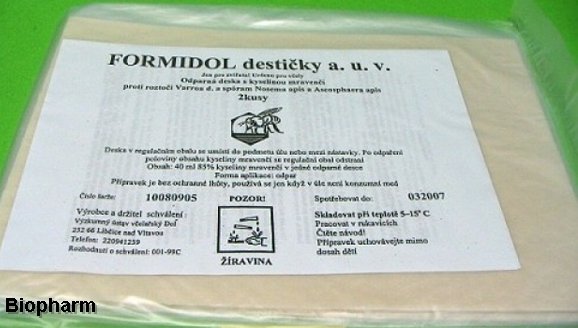 FORMIDOL destičky a. u. v.
Jen pro zvířata! Určeno pro včely
Odparná deska s kyselinou mravenčí
proti roztoči Varroa d. a spórám Nosema apis a Ascosphaera apis
2kusy
Deska v regulačním obalu se umístí do podmetu úlu nebo mezi nástavky. Po odpaření
poloviny obsahu kyseliny mravenčí se regulační obal odstraní
Obsah: 40 ml 85% kyseliny mravenčí v jedné odparné desce
Forma aplikace: odpar
Přípravek je bez ochranné lhůty, používá se jen když v úle není konzumní med
Číslo šarže: 10080905 POZOR! Spotřebovat do: 032007
Výrobce a držitel schválení:
Výzkumný ústav včelařský Dol
252 66 Libčice nad Vltavou
Telefon: 220941259
Rozhodnutí o schválení: 001-99C
ŽÍRAVINA
Skladovat při teplotě 5–15° C
Pracovat v rukavicích
Čtěte návod!
Přípravek uchovávejte mimo
dosah dětí
Biopharm